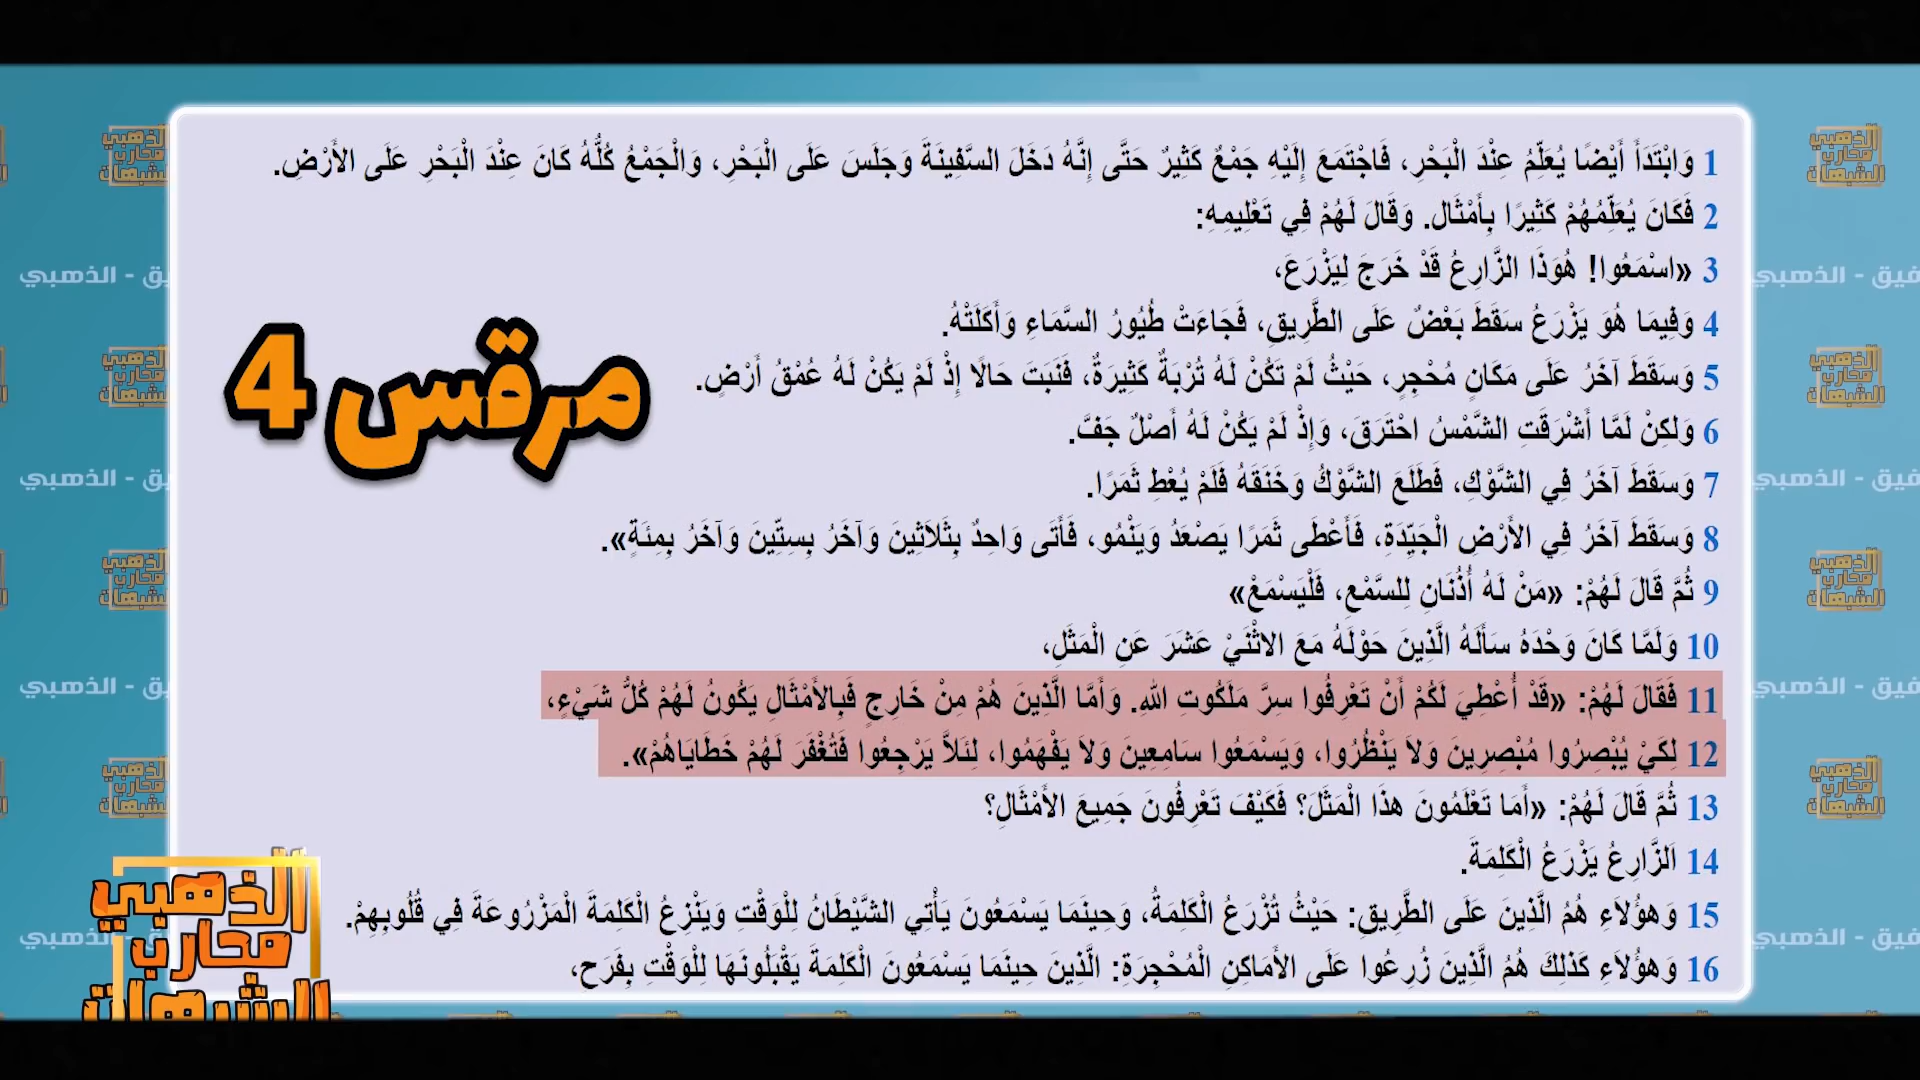 1 وَابْتَدَأَ أَيْضًا يُعَلِّمُ عِنْدَ الْبَحْرِ، فَاجْتَمَعَ إِلَيْهِ جَمْعٌ كَثِيرٌ حَتَّى إِنَّهُ دَخَلَ السَّفِينَةَ وَجَلَسَ عَلَى الْبَحْرِ، وَالْجَمْعُ كُلُّهُ كَانَ عِنْدَ الْبَحْرِ عَلَى الأَرْضِ.
2 فَكَانَ يُعَلِّمُهُمْ كَثِيرًا بِأَمْثَال. وَقَالَ لَهُمْ فِي تَعْلِيمِهِ:
3 «اسْمَعُوا! هُوَذَا الزَّارِعُ قَدْ خَرَجَ لِيَزْرَعَ،
4 وَفِيمَا هُوَ يَزْرَعُ سَقَطَ بَعْضٌ عَلَى الطَّرِيقِ، فَجَاءَتْ طُيُورُ السَّمَاءِ وَأَكَلَتْهُ.
5 وَسَقَطَ آخَرُ عَلَى مَكَانٍ مُحْجِرٍ، حَيْثُ لَمْ تَكُنْ لَهُ تُرْبَةٌ كَثِيرَةٌ، فَنَبَتَ حَالًا إِذْ لَمْ يَكُنْ لَهُ عُمْقُ أَرْضٍ.
6 وَلكِنْ لَمَّا أَشْرَقَتِ الشَّمْسُ احْتَرَقَ، وَإِذْ لَمْ يَكُنْ لَهُ أَصْلٌ جَفَّ.
7 وَسَقَطَ آخَرُ فِي الشَّوْكِ، فَطَلَعَ الشَّوْكُ وَخَنَقَهُ فَلَمْ يُعْطِ ثَمَرًا.
8 وَسَقَطَ آخَرُ فِي الأَرْضِ الْجَيِّدَةِ، فَأَعْطَى ثَمَرًا يَصْعَدُ وَيَنْمُو، فَأَتَى وَاحِدٌ بِثَلاَثِينَ وَآخَرُ بِسِتِّينَ وَآخَرُ بِمِئَةٍ».
9 ثُمَّ قَالَ لَهُمْ: «مَنْ لَهُ أُذُنَانِ لِلسَّمْعِ، فَلْيَسْمَعْ»
10 وَلَمَّا كَانَ وَحْدَهُ سَأَلَهُ الَّذِينَ حَوْلَهُ مَعَ الاثْنَيْ عَشَرَ عَنِ الْمَثَلِ،
11 فَقَالَ لَهُمْ: «قَدْ أُعْطِيَ لَكُمْ أَنْ تَعْرِفُوا سِرَّ مَلَكُوتِ اللهِ. وَأَمَّا الَّذِينَ هُمْ مِنْ خَارِجٍ فَبِالأَمْثَالِ يَكُونُ لَهُمْ كُلُّ شَيْءٍ،
12 لِكَيْ يُبْصِرُوا مُبْصِرِينَ وَلاَ يَنْظُرُوا، وَيَسْمَعُوا سَامِعِينَ وَلاَ يَفْهَمُوا، لِئَلاَّ يَرْجِعُوا فَتُغْفَرَ لَهُمْ خَطَايَاهُمْ».
13 ثُمَّ قَالَ لَهُمْ: «أَمَا تَعْلَمُونَ هذَا الْمَثَلَ؟ فَكَيْفَ تَعْرِفُونَ جَمِيعَ الأَمْثَالِ؟
14 اَلزَّارِعُ يَزْرَعُ الْكَلِمَةَ.
15 وَهؤُلاَءِ هُمُ الَّذِينَ عَلَى الطَّرِيقِ: حَيْثُ تُزْرَعُ الْكَلِمَةُ، وَحِينَمَا يَسْمَعُونَ يَأْتِي الشَّيْطَانُ لِلْوَقْتِ وَيَنْزِعُ الْكَلِمَةَ الْمَزْرُوعَةَ فِي قُلُوبِهِمْ.
16 وَهؤُلاَءِ كَذلِكَ هُمُ الَّذِينَ زُرِعُوا عَلَى الأَمَاكِنِ الْمُحْجِرَةِ: الَّذِينَ حِينَمَا يَسْمَعُونَ الْكَلِمَةَ يَقْبَلُونَهَا لِلْوَقْتِ بِفَرَحٍ،
مرقس 4
الذهبي
محارب
الشبهات